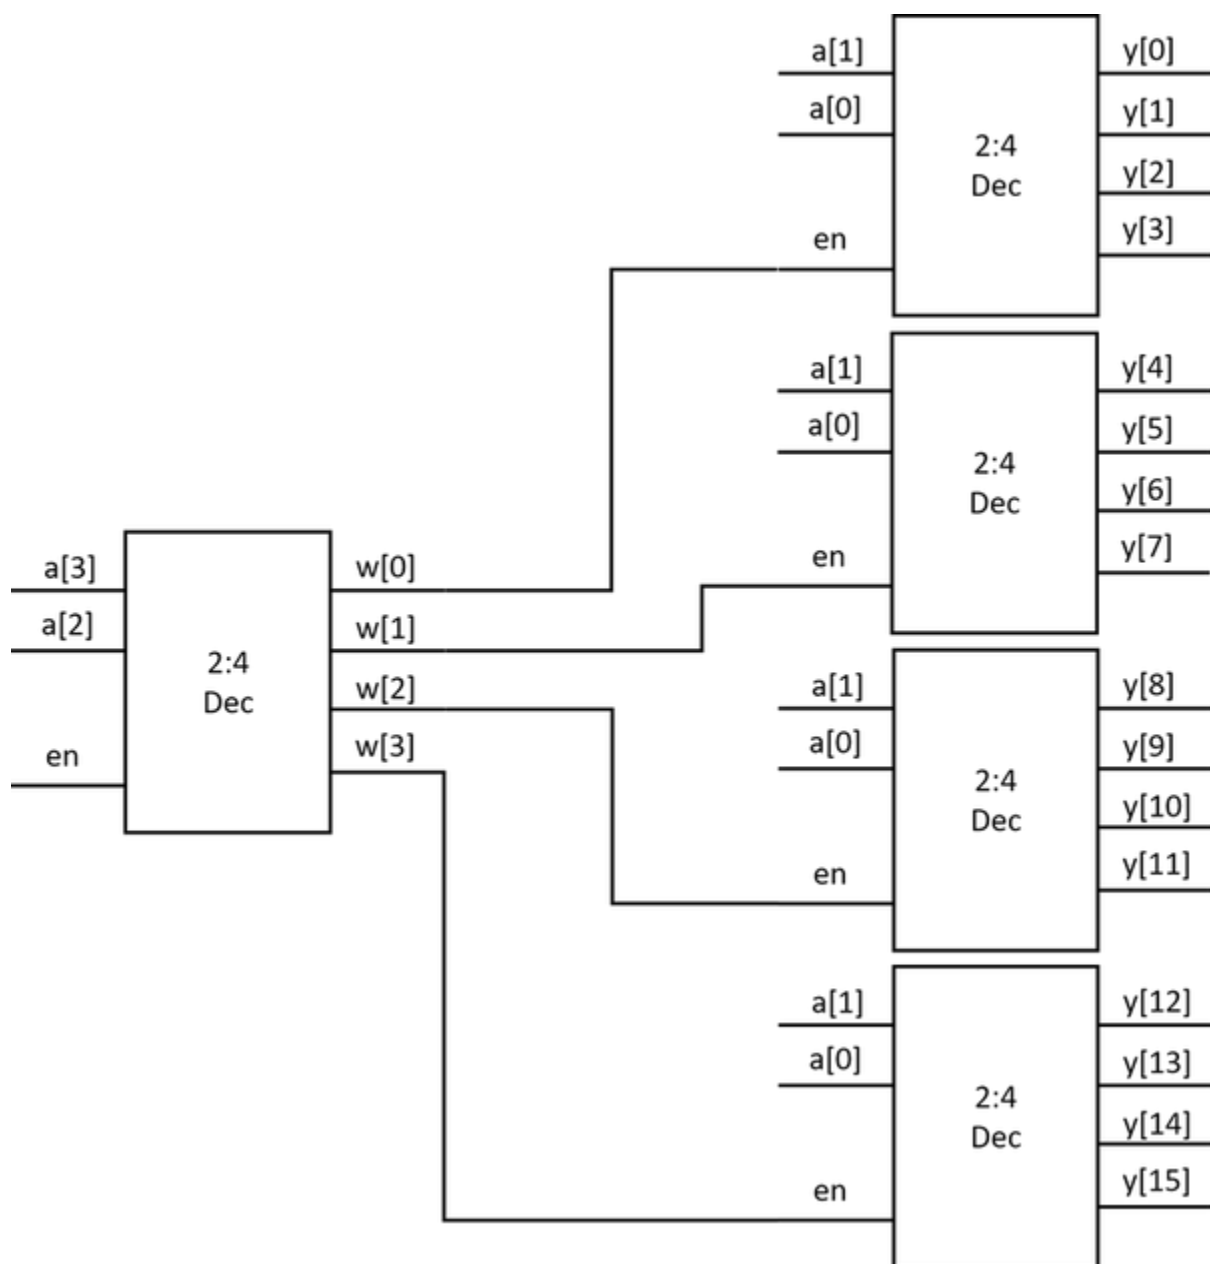 a[3]
a[2]
en
2:4
Dec
w[0]
w[1]
w[2]
w[3]
a[1]
a[0]
en
2:4
Dec
y[0]
y[1]
y[2]
y[3]
a[1]
a[0]
en
2:4
Dec
y[4]
y[5]
y[6]
y[7]
a[1]
a[0]
en
2:4
Dec
y[8]
y[9]
y[10]
y[11]
a[1]
a[0]
en
2:4
Dec
y[12]
y[13]
y[14]
y[15]